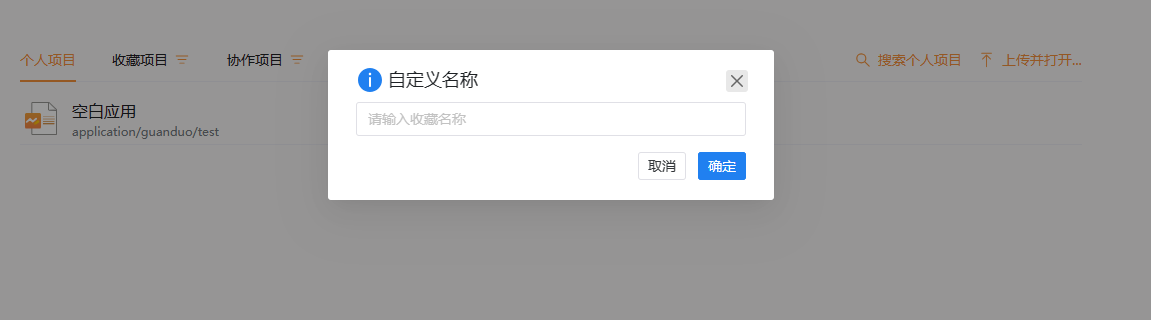 个人项目 收藏项目 协作项目 搜索个人项目 上传并打开...
自定义名称
空白应用
请输入收藏名称
application/guanduo/test
取消 确定